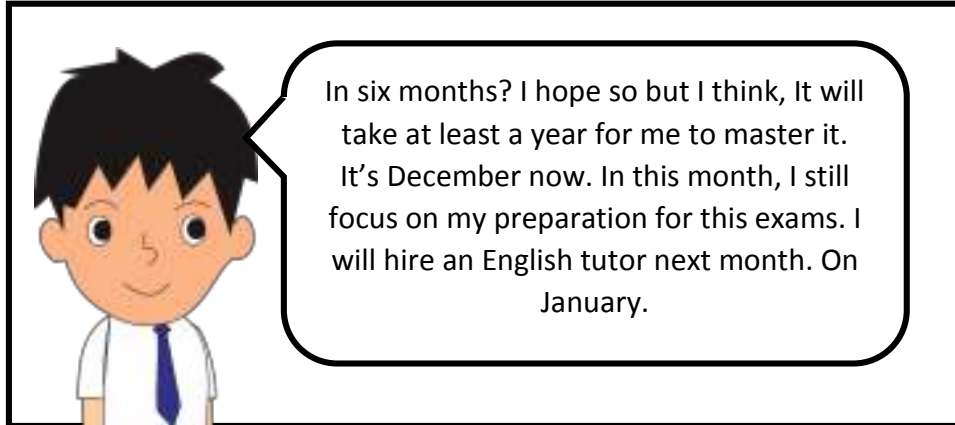 In six months? I hope so but I think, It will
take at least a year for me to master it.
It’s December now. In this month, I still
focus on my preparation for this exams. I
will hire an English tutor next month. On
January.